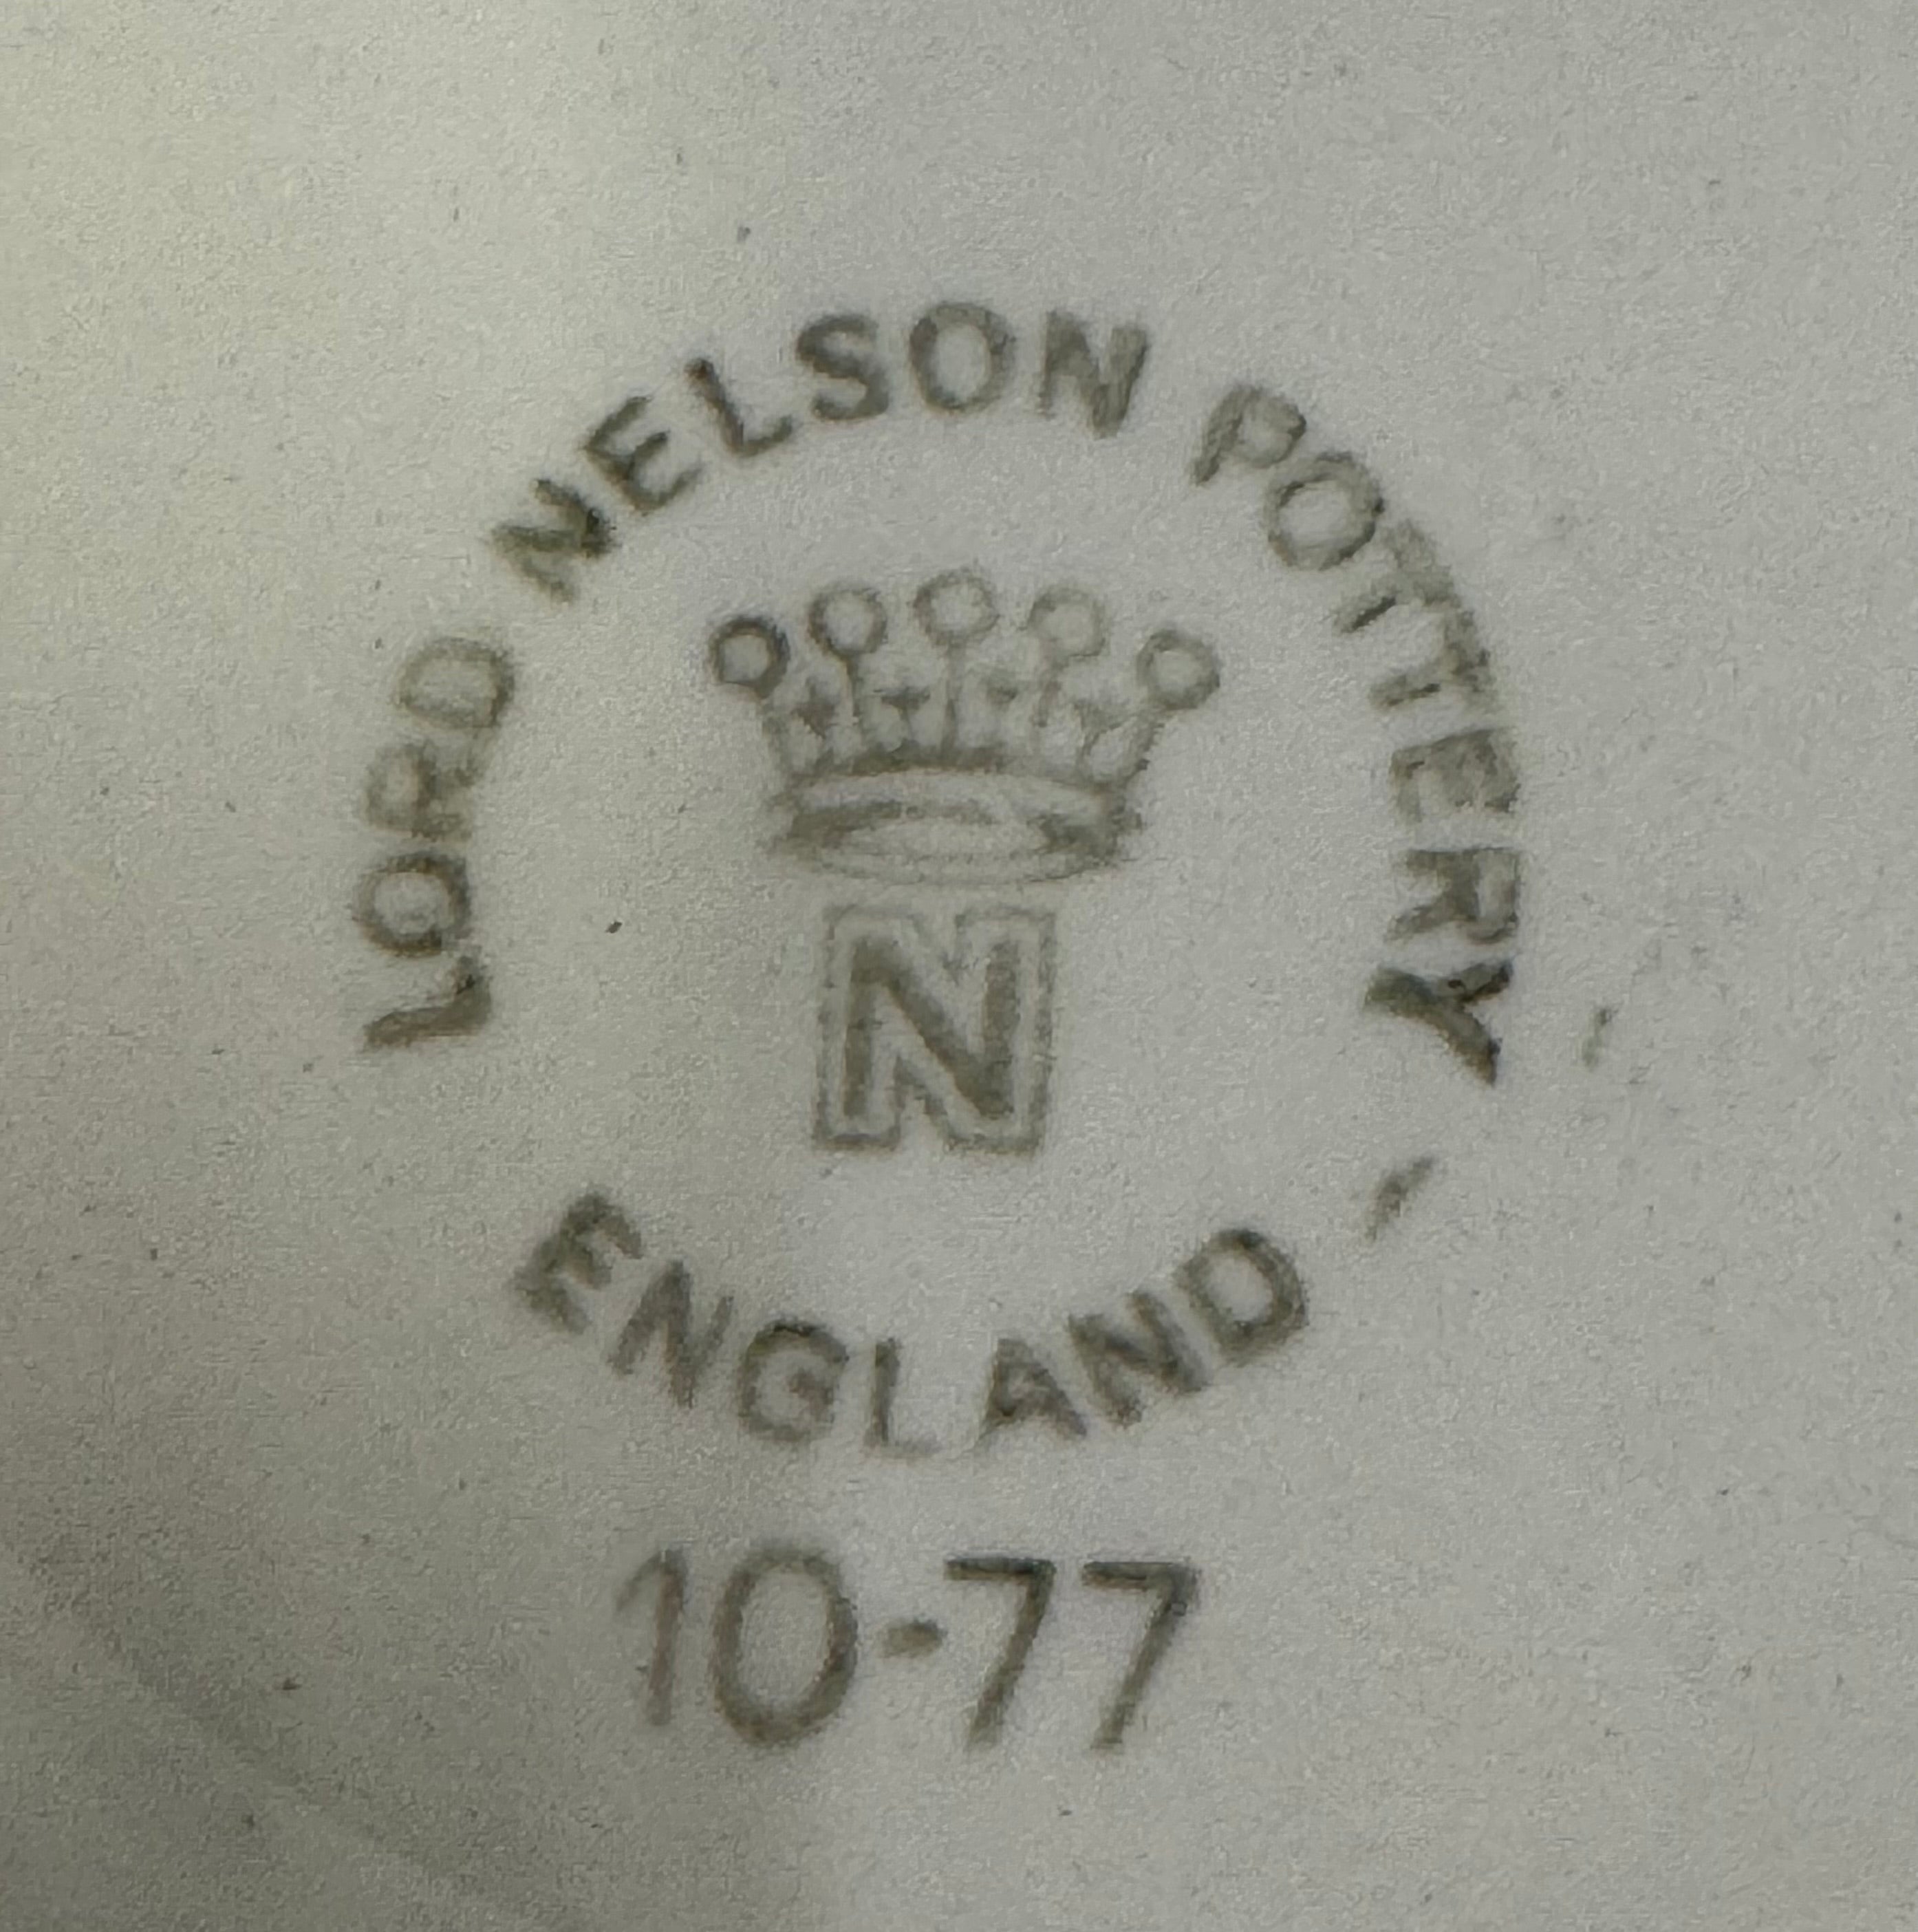 LORD NELSON POTTERY
N
ENGLAND
10-77